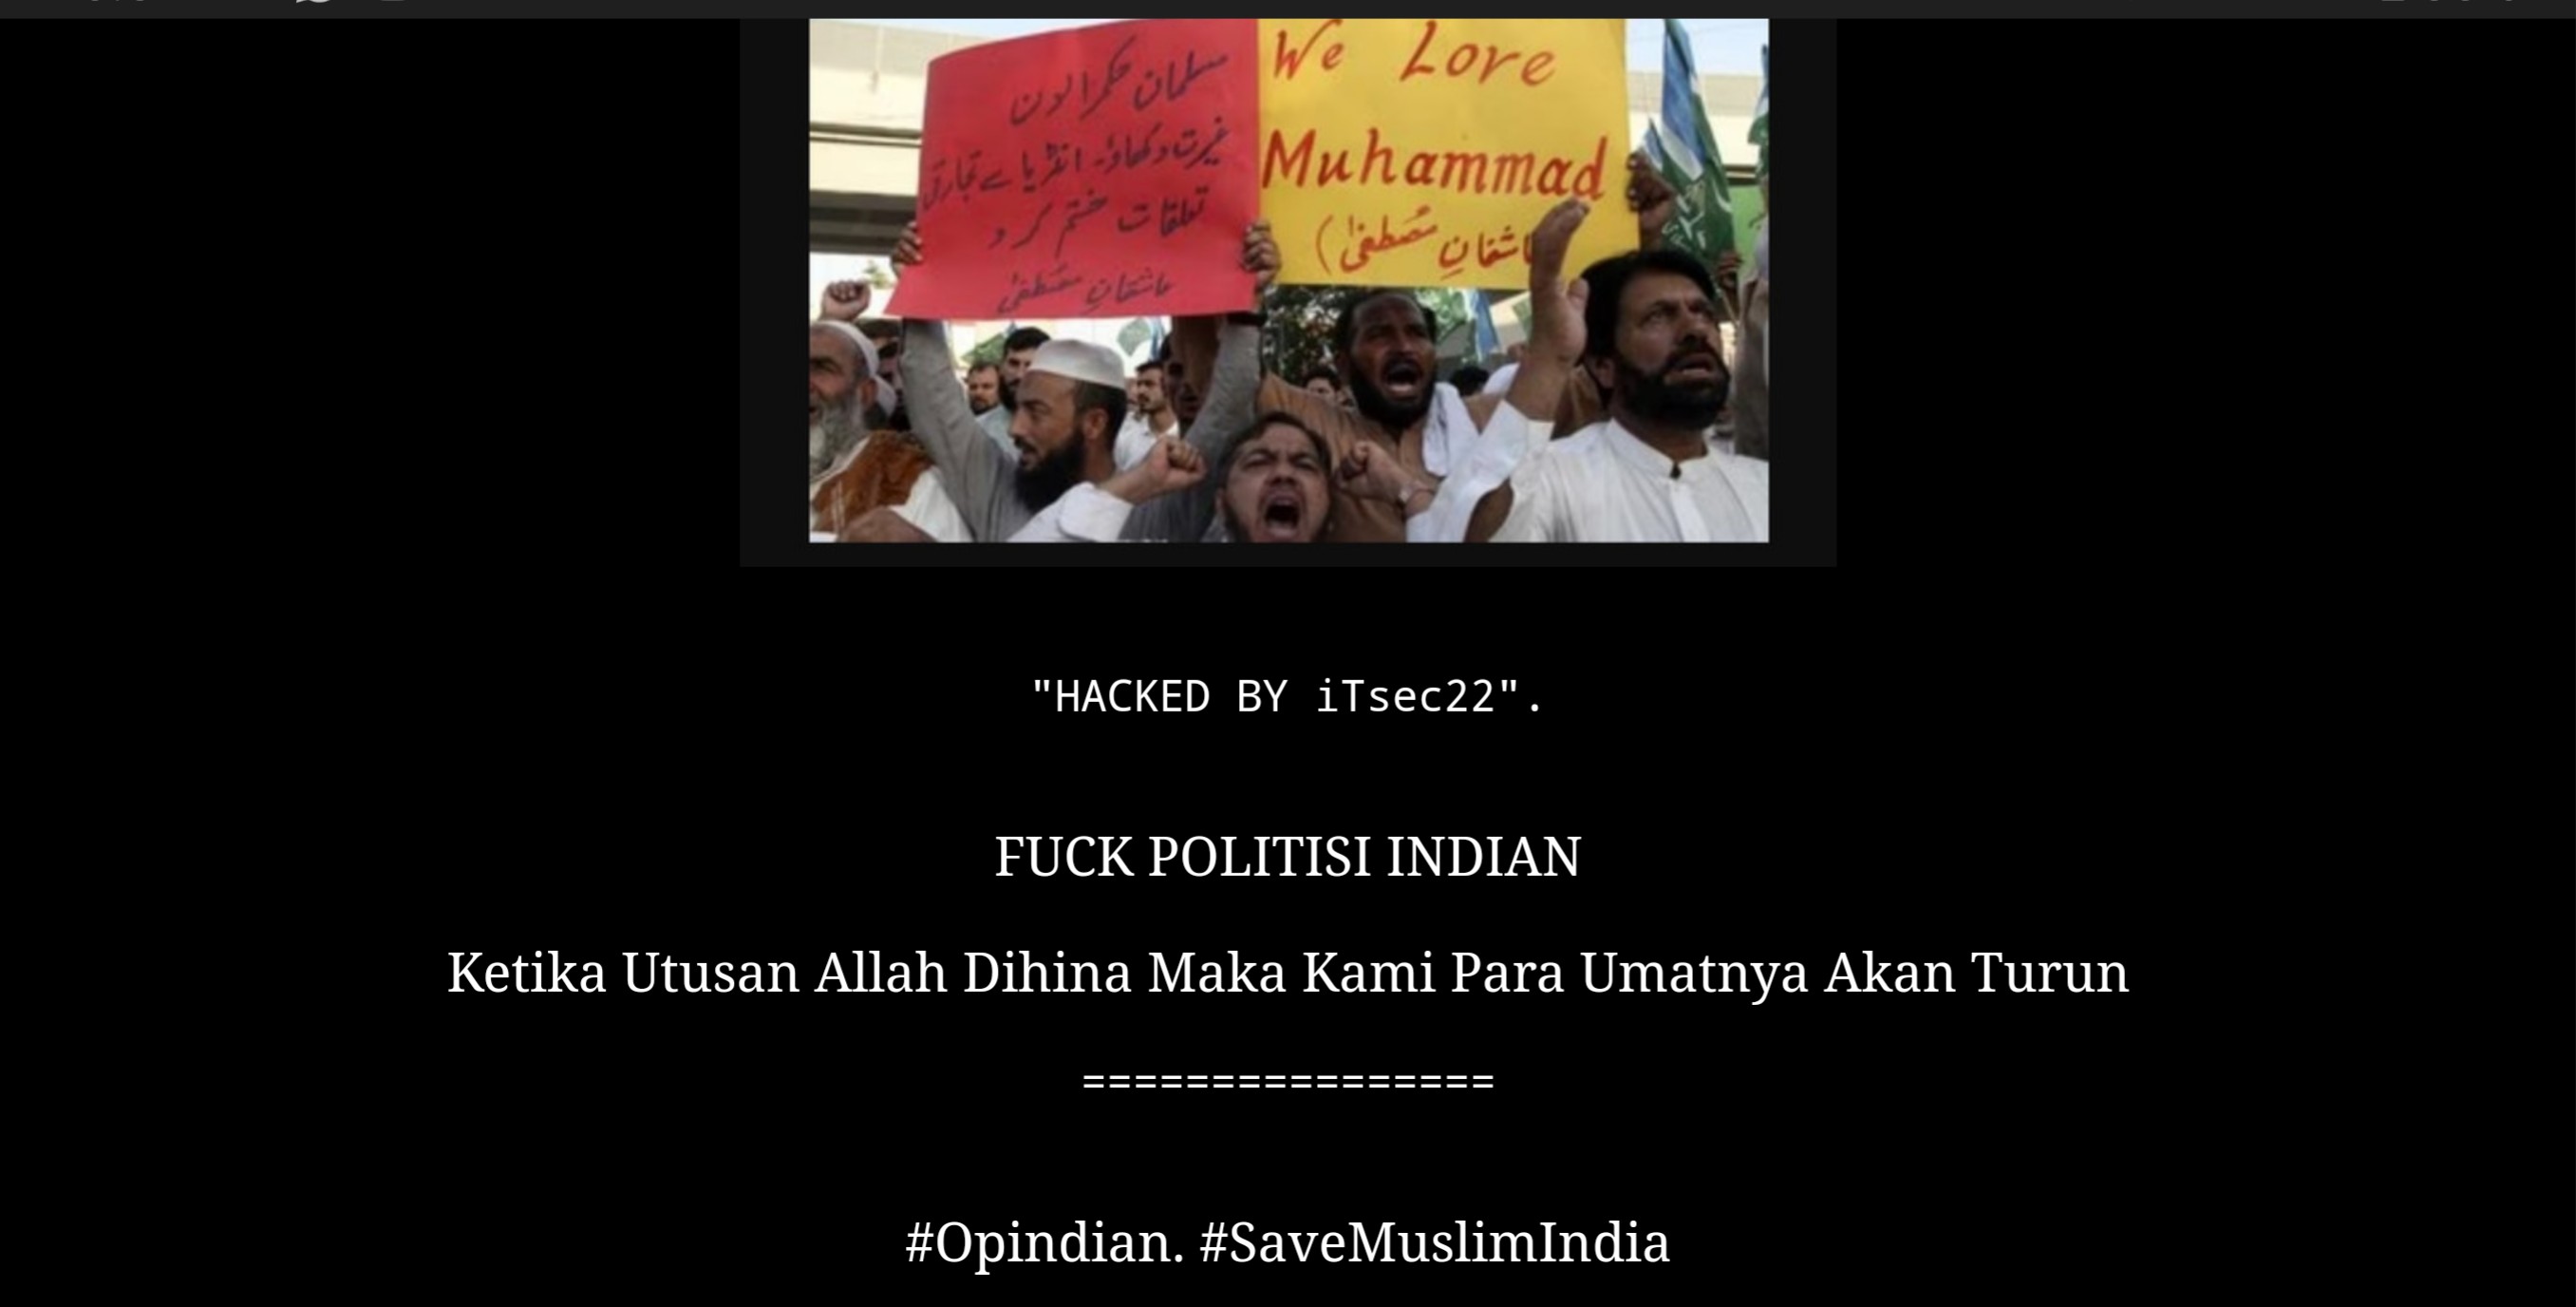 مسلمان حکمرانوں
غیرت دکھاؤ۔ انڈیا سے تجارتی
تعلقات ختم کرو
عاشقانِ مصطفیٰ
We Love
Muhammad
عاشقانِ مصطفیٰ)
"HACKED BY iTsec22".
FUCK POLITISI INDIAN
Ketika Utusan Allah Dihina Maka Kami Para Umatnya Akan Turun
================
#Opindian. #SaveMuslimIndia